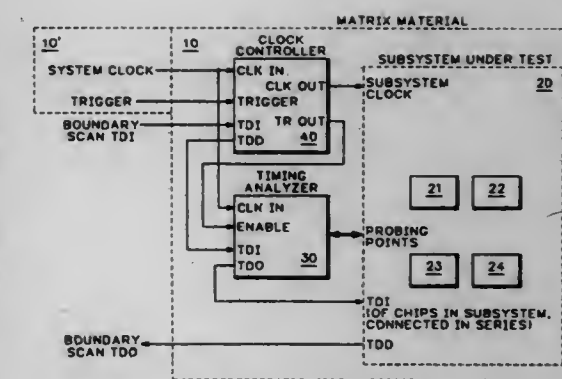 MATRIX MATERIAL
10'
10
CLOCK
CONTROLLER
SUBSYSTEM UNDER TEST
SYSTEM CLOCK
CLK IN
CLK OUT
SUBSYSTEM
CLOCK
20
TRIGGER
TRIGGER
TR OUT
BOUNDARY
SCAN TDI
TDI
TDO
40
TIMING
ANALYZER
CLK IN
ENABLE
TDI
TDO
30
PROBING
POINTS
21
22
23
24
TDI
(OF CHIPS IN SUBSYSTEM,
CONNECTED IN SERIES)
BOUNDARY
SCAN TDO
TDO